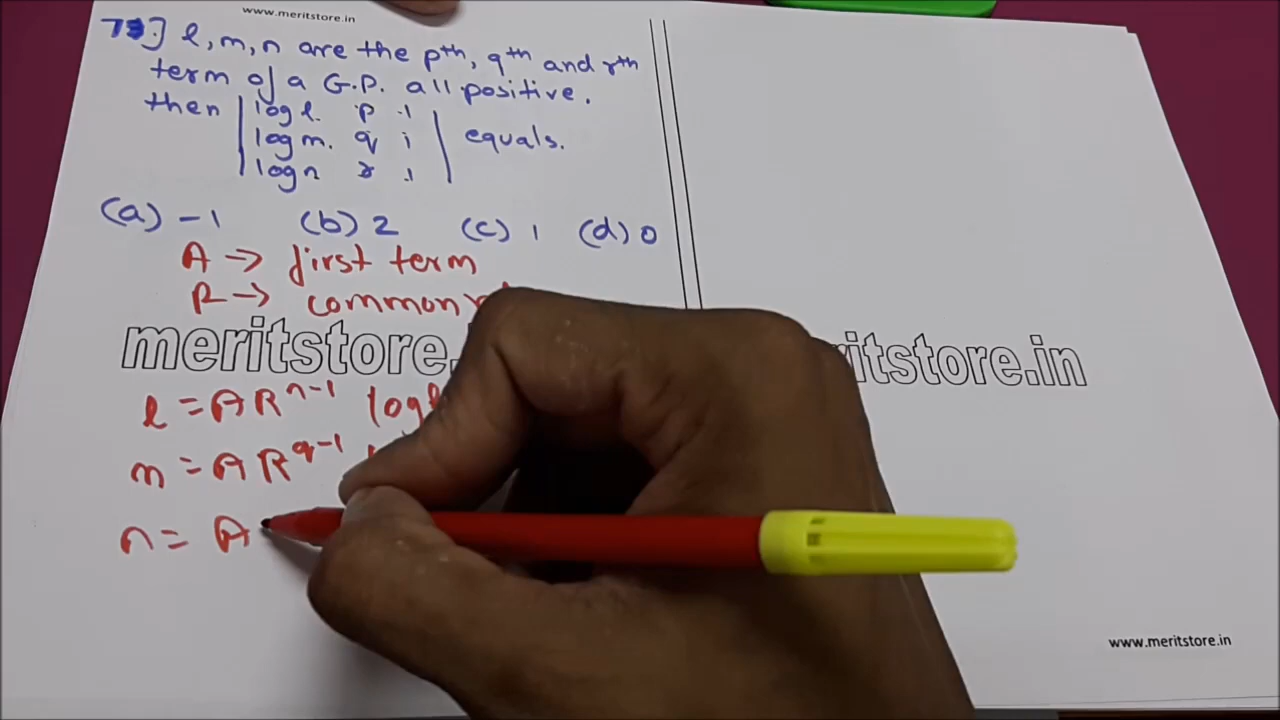 www.meritstore.in
l, m, n are the pth, qth and rth
term of a G.P. all positive.
then | log l. p 1 |
| log m. q 1 | equals.
| log n r 1 |
(a) -1 (b) 2 (c) 1 (d) 0
A → first term
R → common
meritstore.
ritstore.in
l = AR^n-1 log l
m = AR^q-1
n = A
www.meritstore.in